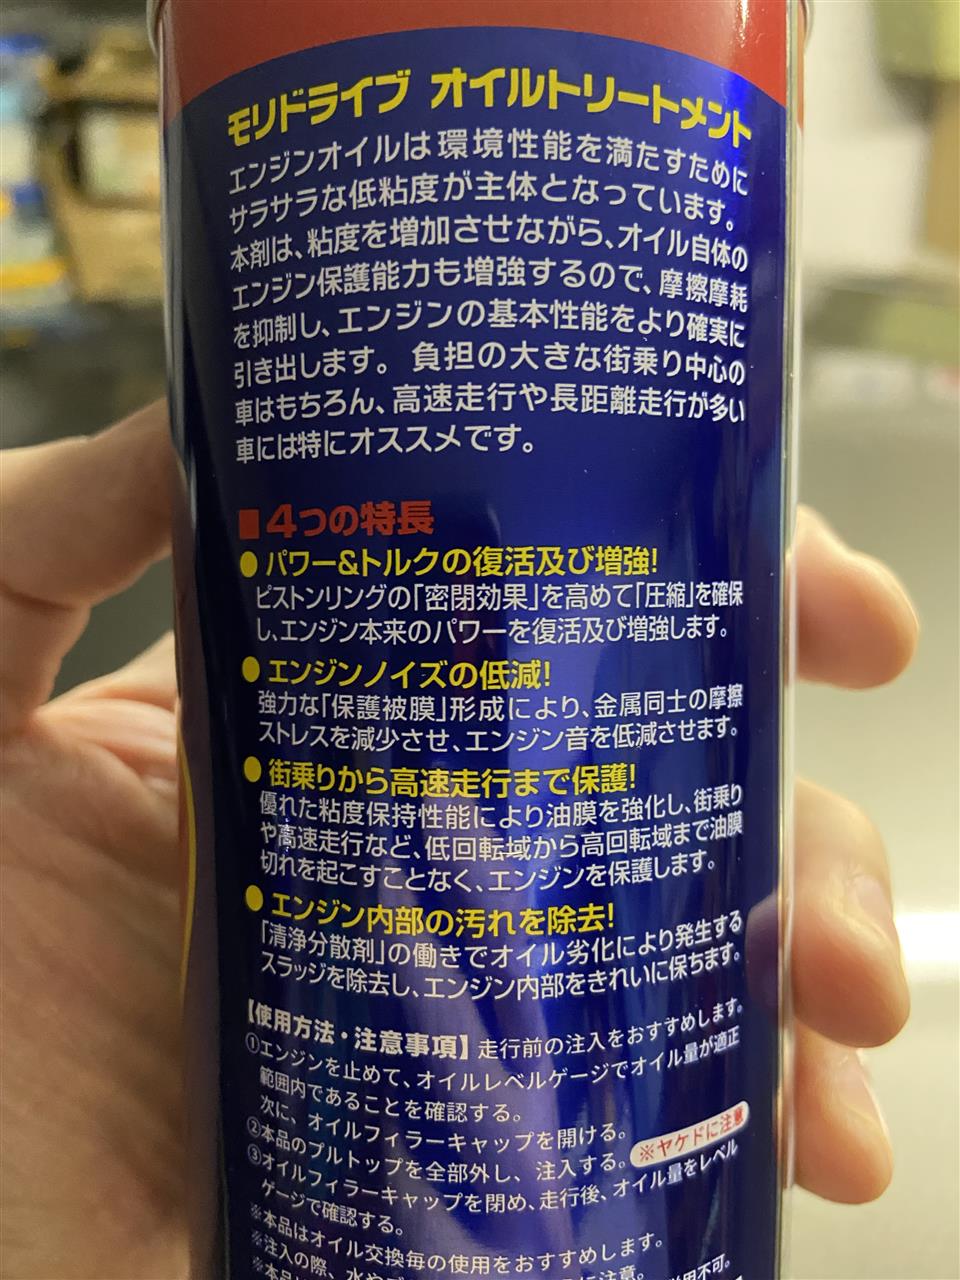 モリドライブ オイルトリートメント
エンジンオイルは環境性能を満たすために
サラサラな低粘度が主体となっています。
本剤は、粘度を増加させながら、オイル自体の
エンジン保護能力も増強するので、摩擦摩耗
を抑制し、エンジンの基本性能をより確実に
引き出します。負担の大きな街乗り中心の
車はもちろん、高速走行や長距離走行が多い
車には特にオススメです。
■4つの特長
●パワー&トルクの復活及び増強!
ピストンリングの「密閉効果」を高めて「圧縮」を確保
し、エンジン本来のパワーを復活及び増強します。
●エンジンノイズの低減!
強力な「保護被膜」形成により、金属同士の摩擦
ストレスを減少させ、エンジン音を低減させます。
●街乗りから高速走行まで保護!
優れた粘度保持性能により油膜を強化し、街乗り
や高速走行など、低回転域から高回転域まで油膜
切れを起こすことなく、エンジンを保護します。
●エンジン内部の汚れを除去!
「清浄分散剤」の働きでオイル劣化により発生する
スラッジを除去し、エンジン内部をきれいに保ちます。
【使用方法・注意事項】走行前の注入をおすすめします。
①エンジンを止めて、オイルレベルゲージでオイル量が適正
範囲内であることを確認する。
次に、オイルフィラーキャップを開ける。
②本品のプルトップを全部外し、注入する。※ヤケドに注意
③オイルフィラーキャップを閉め、走行後、オイル量をレベル
ゲージで確認する。
※本品はオイル交換毎の使用をおすすめします。
※注入の際、水や